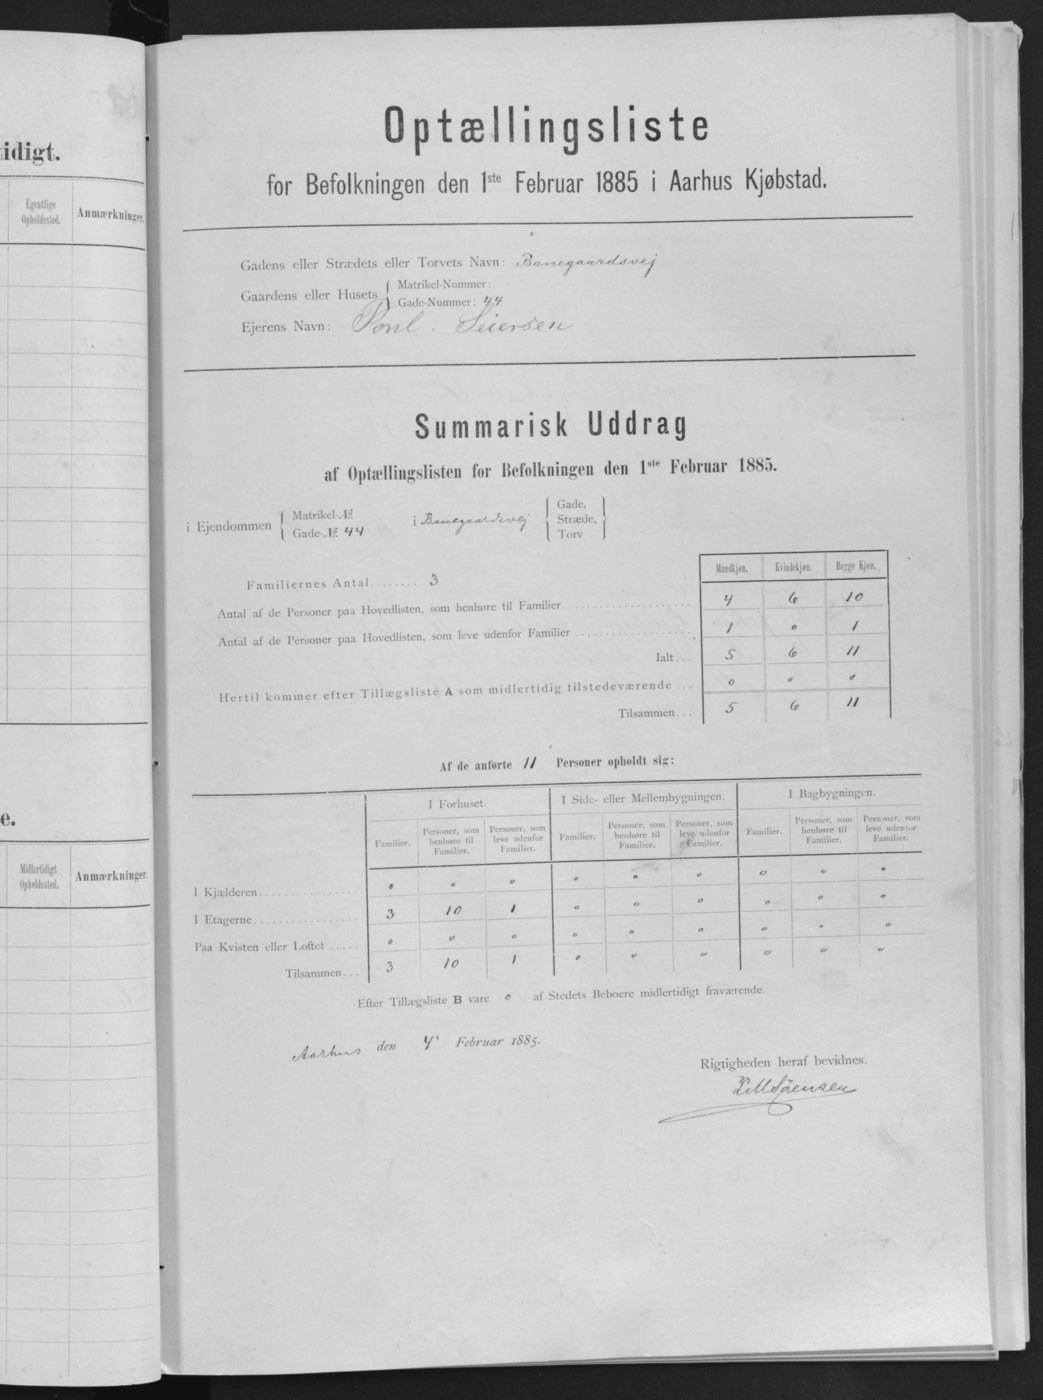 tidigt.
Egentlige
Opholdssted.
Anmærkninger.
e.
Midlertidigt
Opholdssted.
Anmærkninger.
Optællingsliste
for Befolkningen den 1ste Februar 1885 i Aarhus Kjøbstad.
Gadens eller Strædets eller Torvets Navn: Banegaardsvej
Gaardens eller Husets { Matrikel-Nummer:
Gade-Nummer: 44
Ejerens Navn: Seiersen
Summarisk Uddrag
af Optællingslisten for Befolkningen den 1ste Februar 1885.
i Ejendommen { Matrikel-№
Gade-№ 44
i Banegaardsvej { Gade,
Stræde,
Torv }
Mandkjøn. Kvindekjøn. Begge Kjøn.
Familiernes Antal........ 3
Antal af de Personer paa Hovedlisten, som henhøre til Familier.................... 4 6 10
Antal af de Personer paa Hovedlisten, som leve udenfor Familier.................... 1 0 1
Ialt... 5 6 11
Hertil kommer efter Tillægsliste A som midlertidig tilstedeværende... 0 0 0
Tilsammen... 5 6 11
Af de anførte 11 Personer opholdt sig:
I Forhuset. I Side- eller Mellembygningen. I Bagbygningen.
Familier. Personer, som henhøre til Familier. Personer, som leve udenfor Familier. Familier. Personer, som henhøre til Familier. Personer, som leve udenfor Familier. Familier. Personer, som henhøre til Familier. Personer, som leve udenfor Familier.
I Kjælderen............... 0 0 0 0 0 0 0 0 0
I Etagerne................ 3 10 1 0 0 0 0 0 0
Paa Kvisten eller Loftet..... 0 0 0 0 0 0 0 0 0
Tilsammen... 3 10 1 0 0 0 0 0 0
Efter Tillægsliste B vare 0 af Stedets Beboere midlertidigt fraværende.
Aarhus den 4' Februar 1885.
Rigtigheden heraf bevidnes.
Sørensen